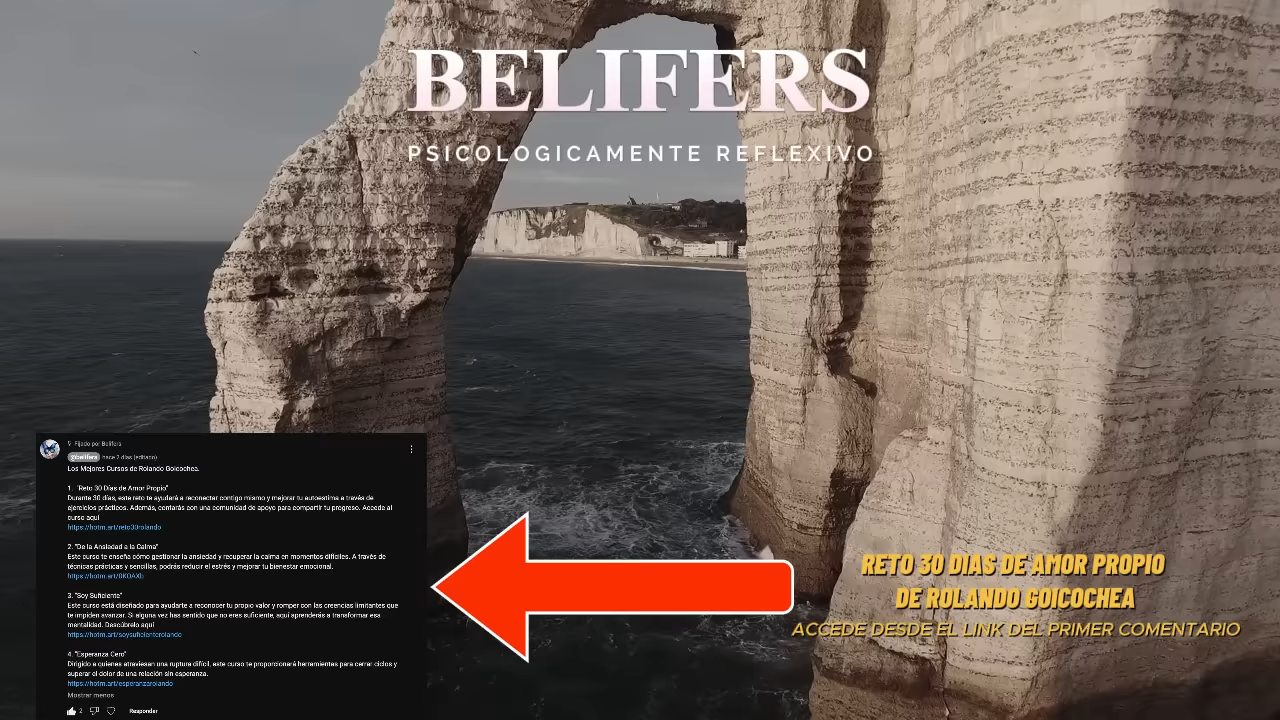 BELIFERS
PSICOLOGICAMENTE REFLEXIVO
Fijado por Belifers
@belifers hace 2 días (editado)
Los Mejores Cursos de Rolando Goicochea.
1. "Reto 30 Días de Amor Propio"
Durante 30 días, este reto te ayudará a reconectar contigo mismo y mejorar tu autoestima a través de
ejercicios prácticos. Además, contarás con una comunidad de apoyo para compartir tu progreso. Accede al
curso aquí
https://hotm.art/reto30rolando
2. "De la Ansiedad a la Calma"
Este curso te enseña cómo gestionar la ansiedad y recuperar la calma en momentos difíciles. A través de
técnicas prácticas y sencillas, podrás reducir el estrés y mejorar tu bienestar emocional.
https://hotm.art/0KOAXb
3. "Soy Suficiente"
Este curso está diseñado para ayudarte a reconocer tu propio valor y romper con las creencias limitantes que
te impiden avanzar. Si alguna vez has sentido que no eres suficiente, aquí aprenderás a transformar esa
mentalidad. Descúbrelo aquí
https://hotm.art/soysuficienterolando
4. "Esperanza Cero"
Dirigido a quienes atraviesan una ruptura difícil, este curso te proporcionará herramientas para cerrar ciclos y
superar el dolor de una relación sin esperanza.
https://hotm.art/esperanzarolando
Mostrar menos
2 Responder
RETO 30 DIAS DE AMOR PROPIO
DE ROLANDO GOICOCHEA
ACCEDE DESDE EL LINK DEL PRIMER COMENTARIO